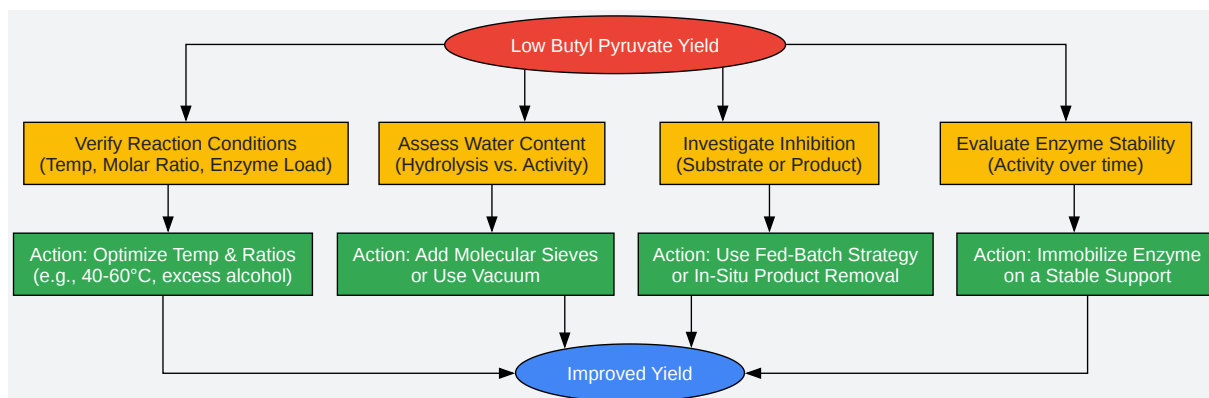 Low Butyl Pyruvate Yield
Verify Reaction Conditions
(Temp, Molar Ratio, Enzyme Load)
Assess Water Content
(Hydrolysis vs. Activity)
Investigate Inhibition
(Substrate or Product)
Evaluate Enzyme Stability
(Activity over time)
Action: Optimize Temp & Ratios
(e.g., 40-60°C, excess alcohol)
Action: Add Molecular Sieves
or Use Vacuum
Action: Use Fed-Batch Strategy
or In-Situ Product Removal
Action: Immobilize Enzyme
on a Stable Support
Improved Yield